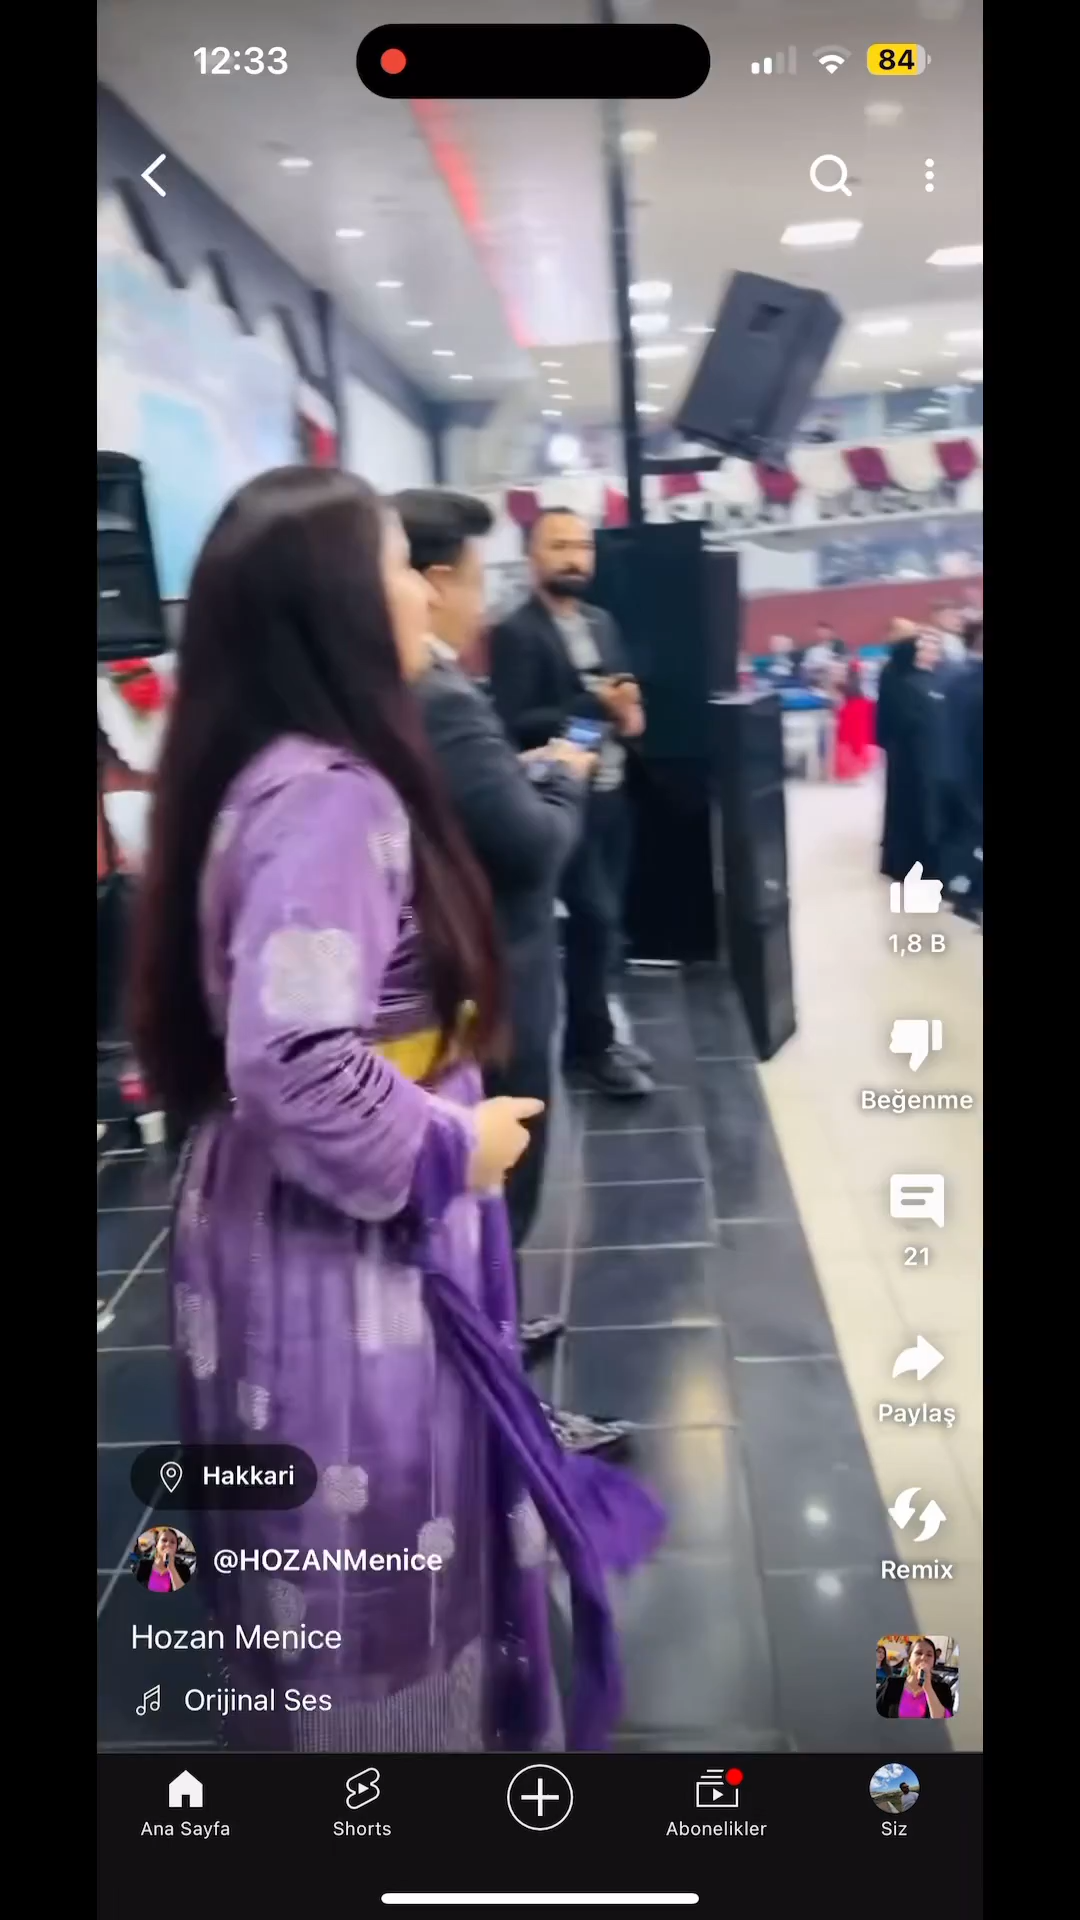 12:33
84
1,8 B
Beğenme
21
Paylaş
Hakkari
@HOZANMenice
Remix
Hozan Menice
Orijinal Ses
Ana Sayfa
Shorts
Abonelikler
Siz